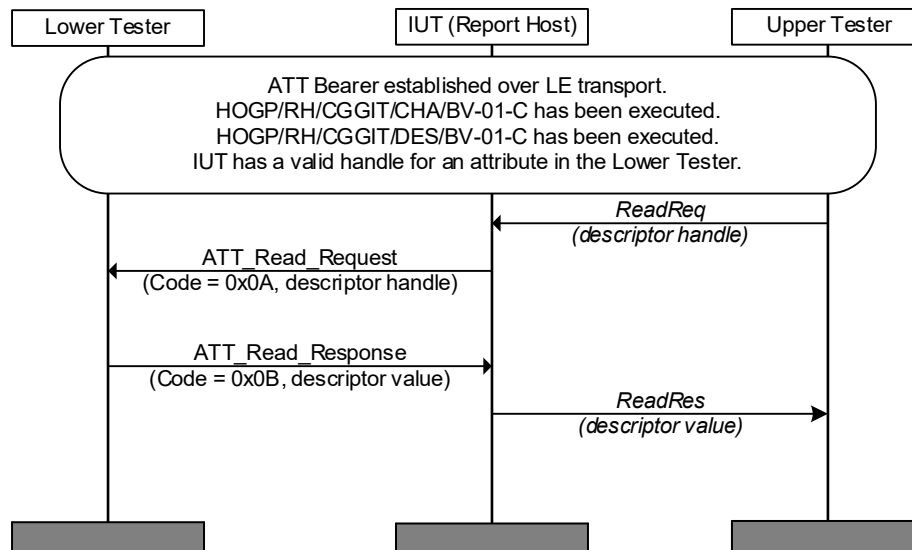 Lower Tester
IUT (Report Host)
Upper Tester
ATT Bearer established over LE transport.
HOGP/RH/CGGIT/CHA/BV-01-C has been executed.
HOGP/RH/CGGIT/DES/BV-01-C has been executed.
IUT has a valid handle for an attribute in the Lower Tester.
ReadReq
(descriptor handle)
ATT_Read_Request
(Code = 0x0A, descriptor handle)
ATT_Read_Response
(Code = 0x0B, descriptor value)
ReadRes
(descriptor value)